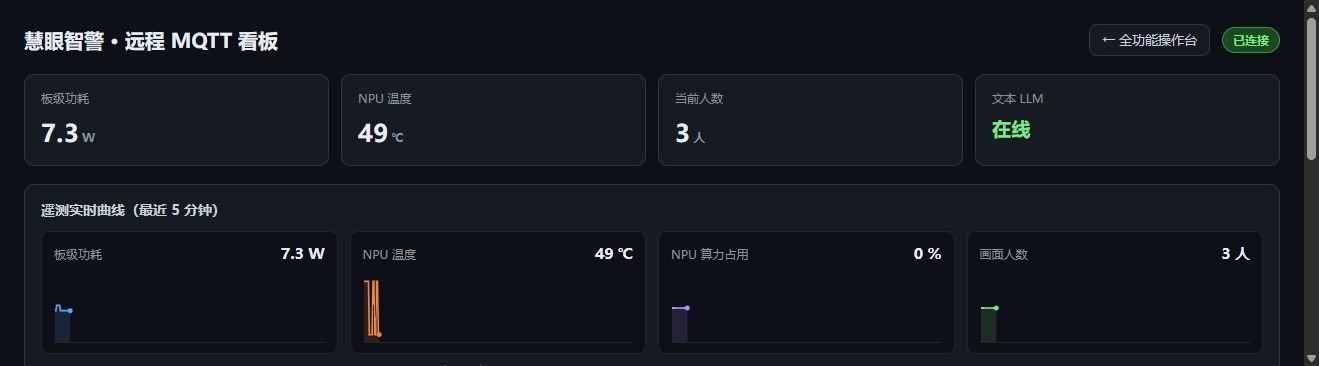 慧眼智警 · 远程 MQTT 看板
← 全功能操作台
已连接
板级功耗
7.3 W
NPU 温度
49 ℃
当前人数
3 人
文本 LLM
在线
遥测实时曲线（最近 5 分钟）
板级功耗
7.3 W
NPU 温度
49 ℃
NPU 算力占用
0 %
画面人数
3 人